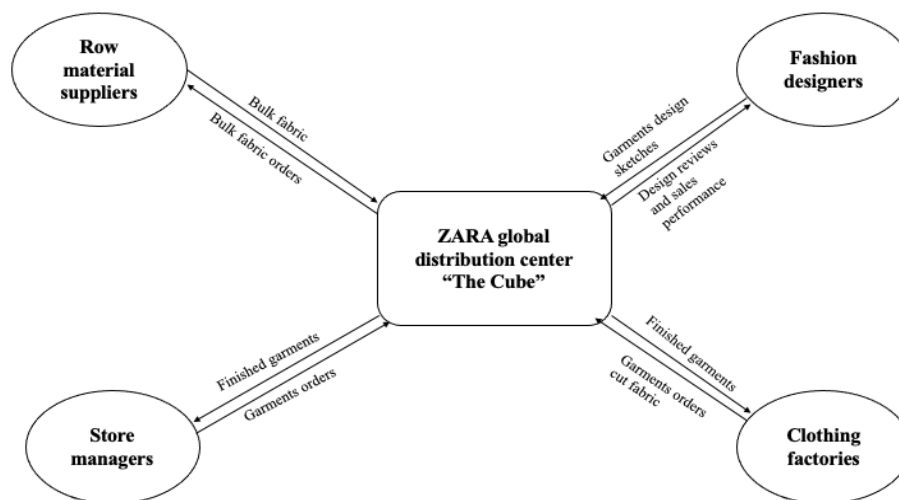 Row
material
suppliers
Fashion
designers
Bulk fabric
Bulk fabric orders
Garments design
sketches
Design reviews
and sales
performance
ZARA global
distribution center
“The Cube”
Finished garments
Garments orders
Finished garments
Garments orders
cut fabric
Store
managers
Clothing
factories